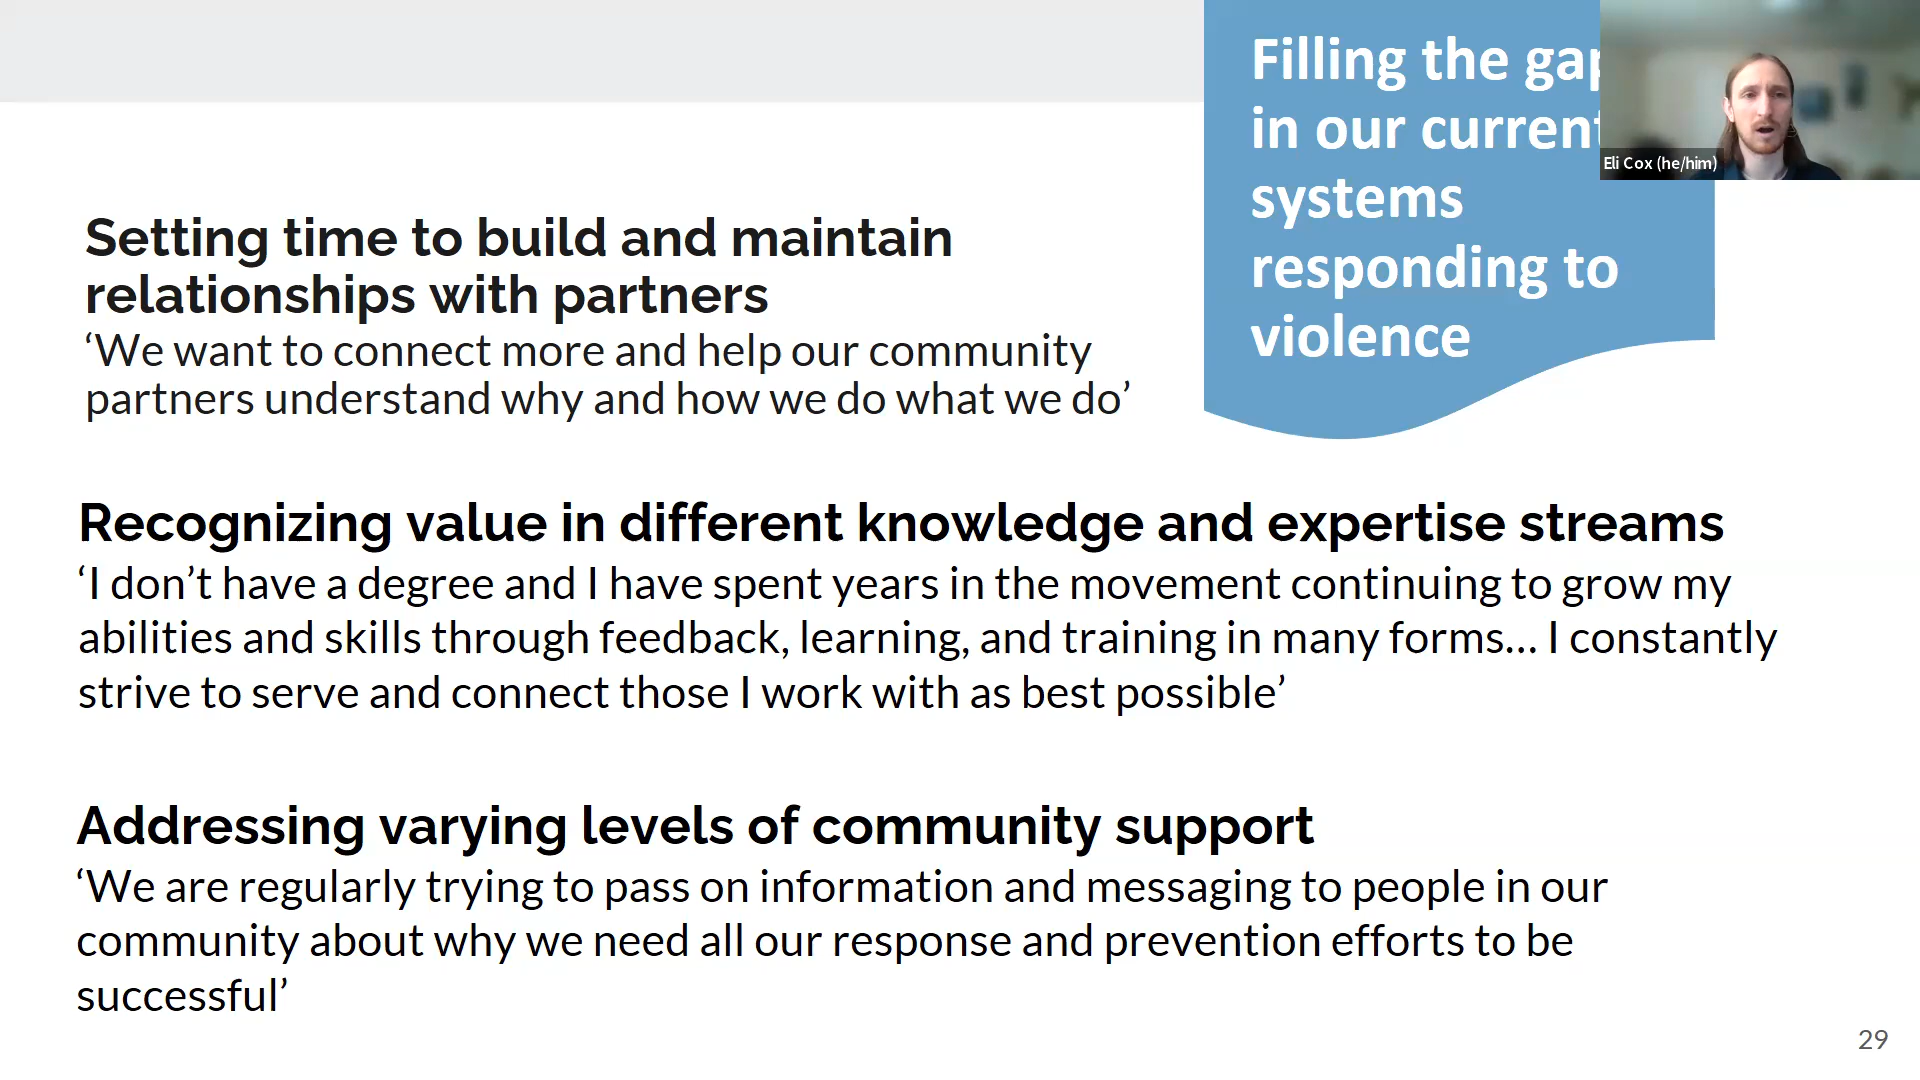 Filling the
in our current
systems
responding to
violence
Eli Cox (he/him)
Setting time to build and maintain
relationships with partners
‘We want to connect more and help our community
partners understand why and how we do what we do’
Recognizing value in different knowledge and expertise streams
‘I don’t have a degree and I have spent years in the movement continuing to grow my
abilities and skills through feedback, learning, and training in many forms... I constantly
strive to serve and connect those I work with as best possible’
Addressing varying levels of community support
‘We are regularly trying to pass on information and messaging to people in our
community about why we need all our response and prevention efforts to be
successful’
29